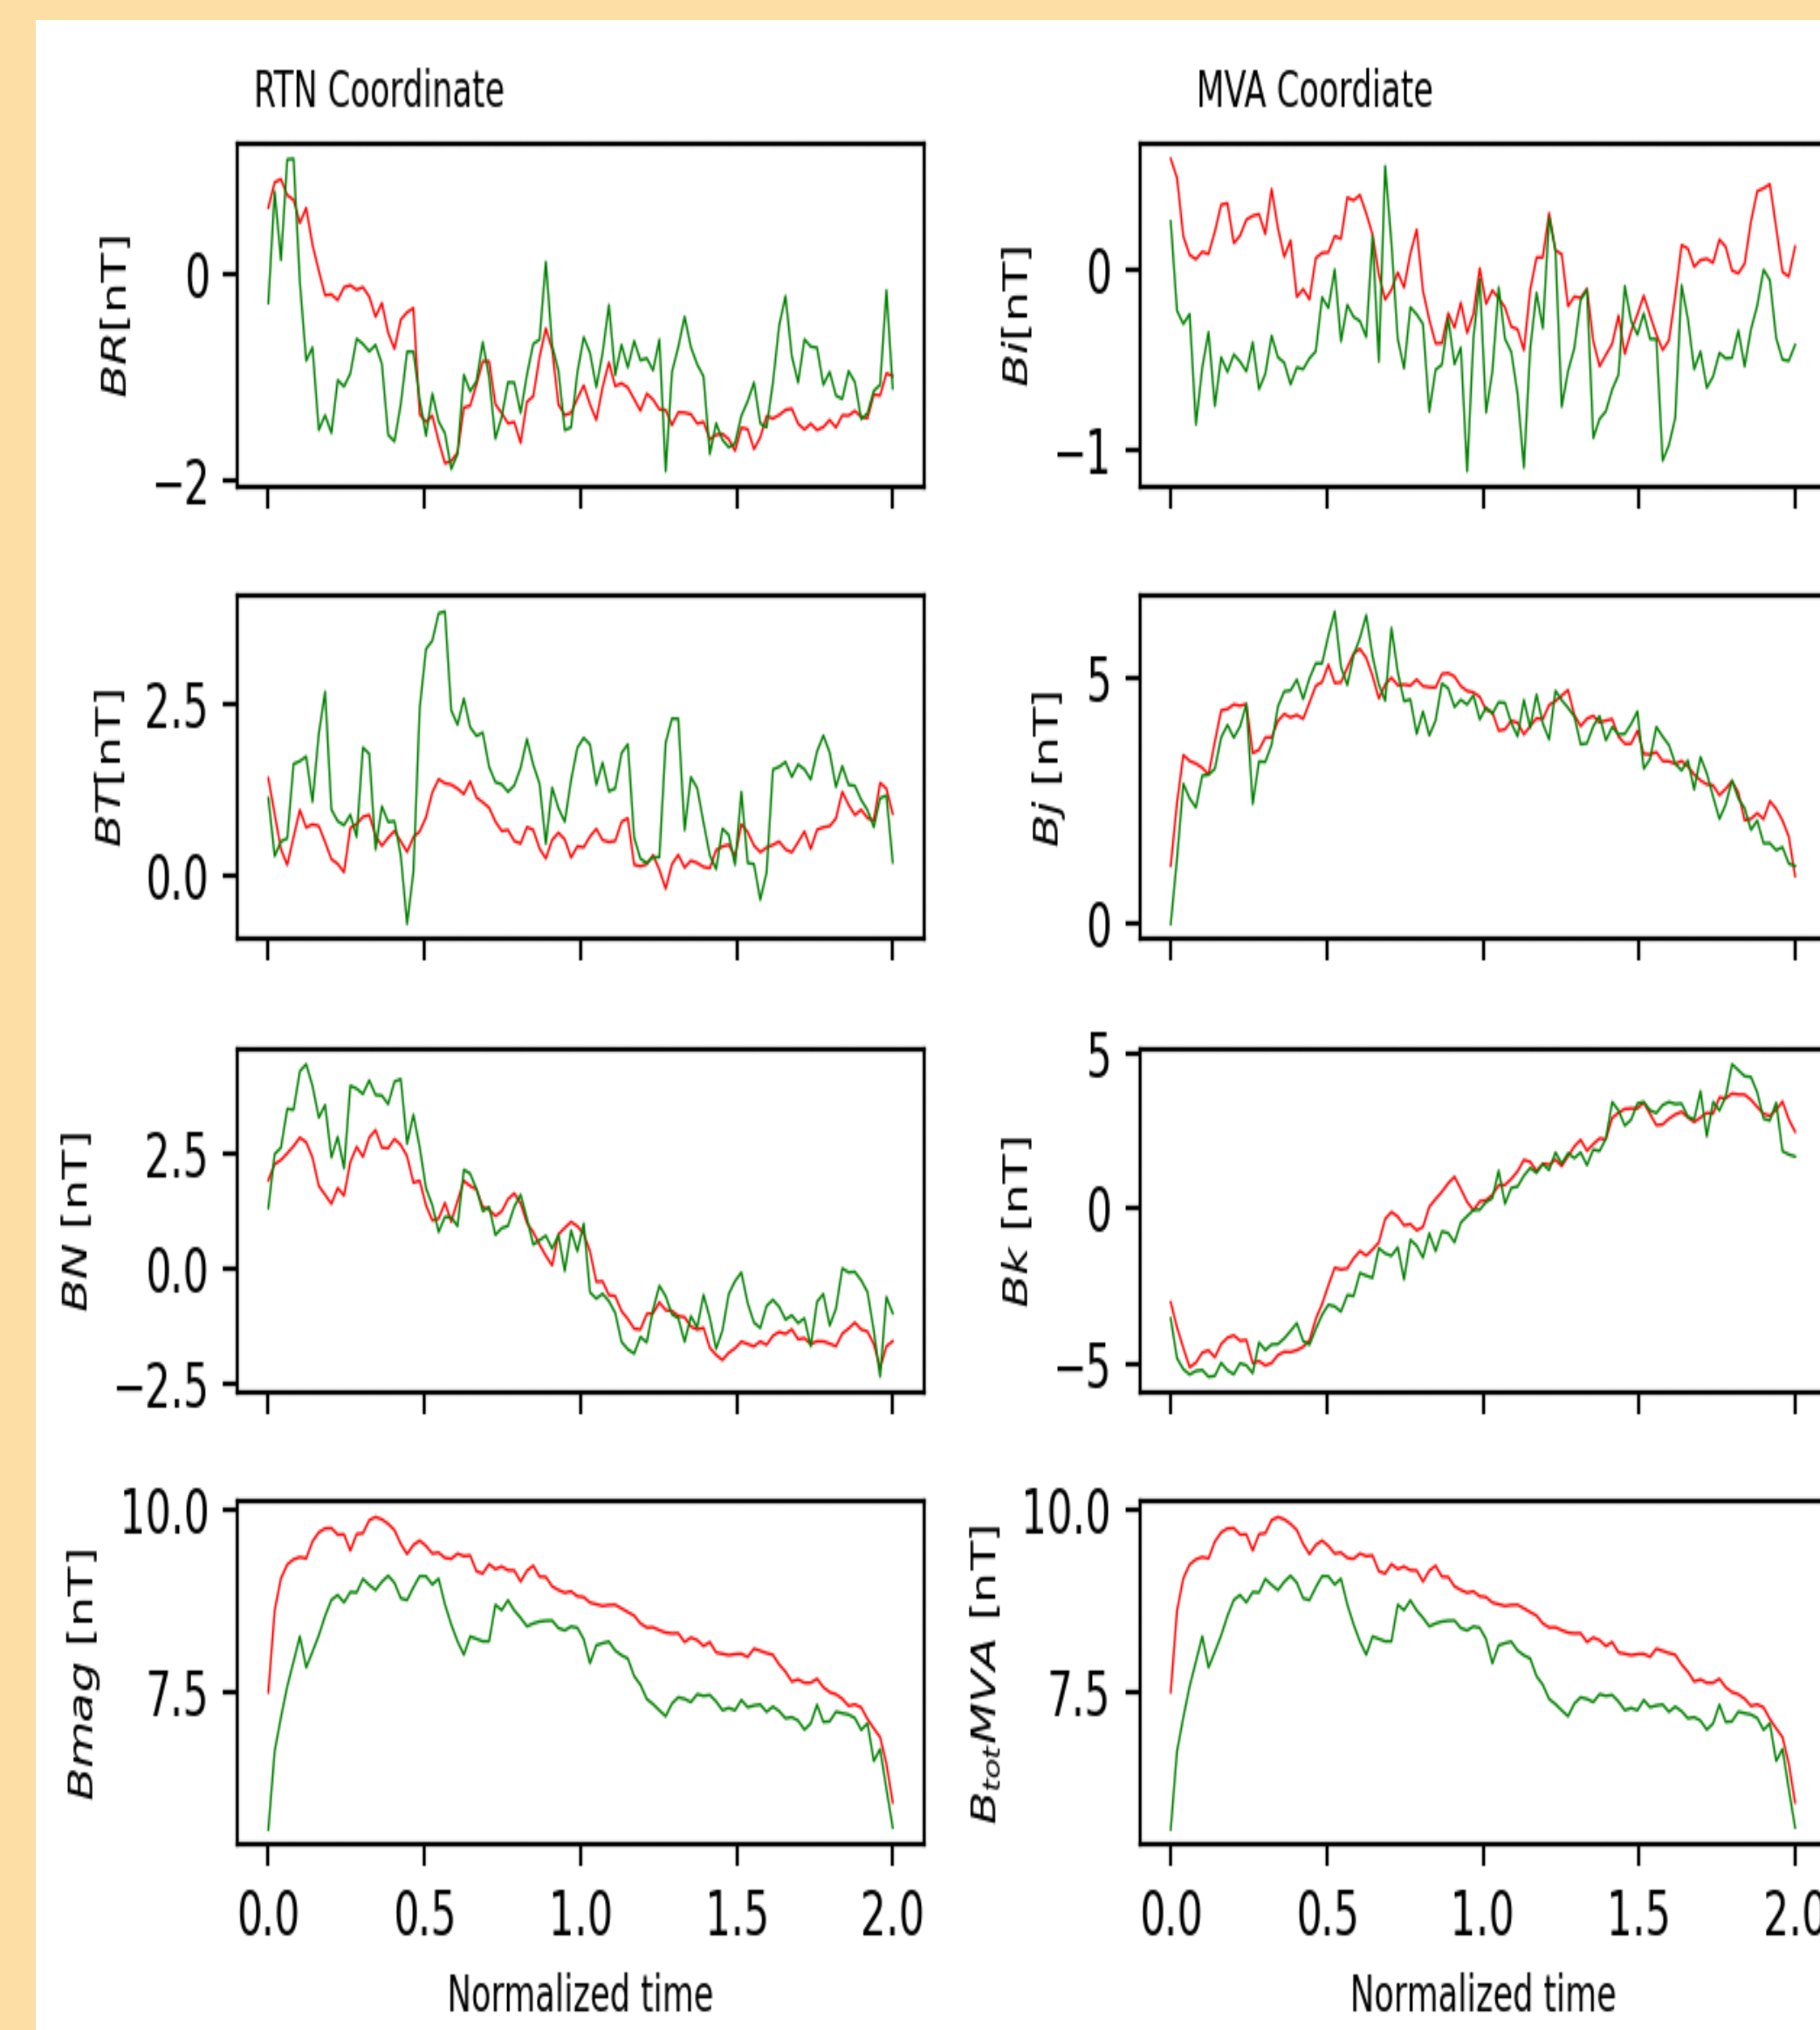 RTN Coordinate
MVA Coordiate
BR[nT]
0
−2
Bi[nT]
0
−1
BT[nT]
2.5
0.0
Bj [nT]
5
0
BN [nT]
2.5
0.0
−2.5
Bk [nT]
5
0
−5
Bmag [nT]
10.0
7.5
BtotMVA [nT]
10.0
7.5
0.0 0.5 1.0 1.5 2.0
0.0 0.5 1.0 1.5 2.0
Normalized time
Normalized time